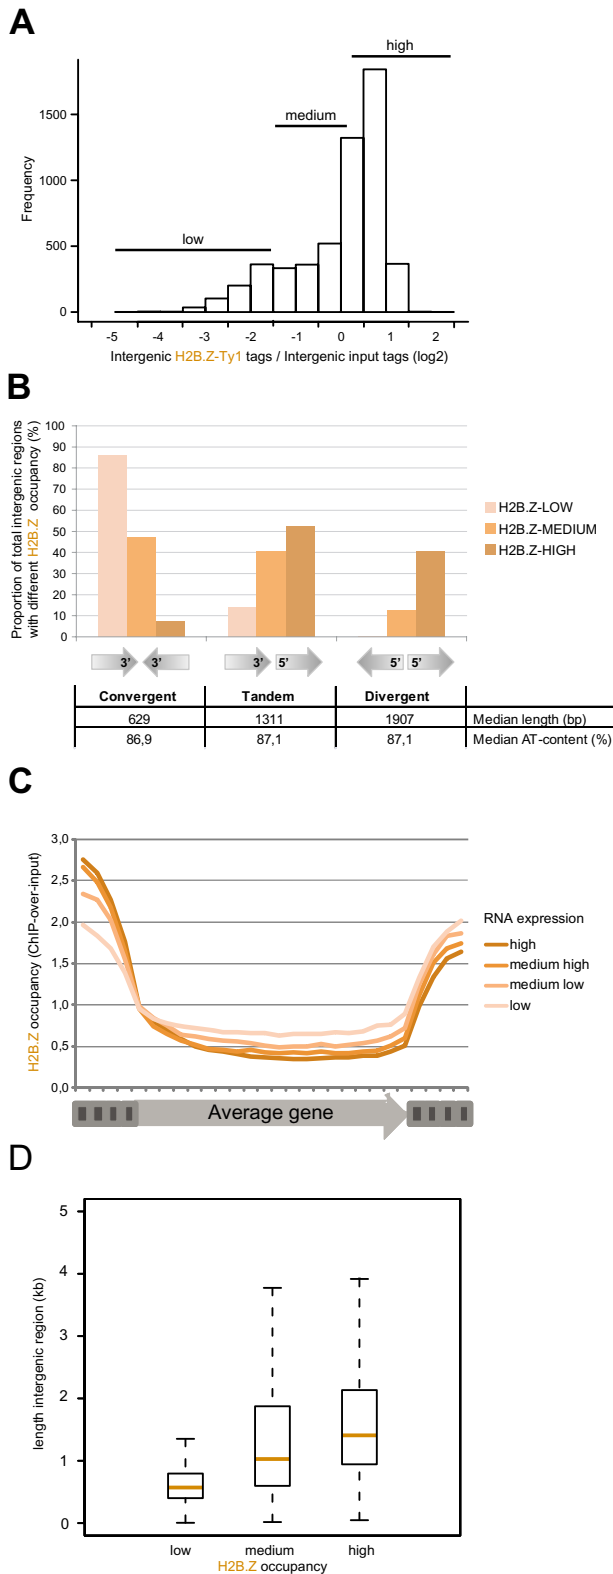 A
high
medium
low
Frequency
1500
1000
500
0
-5 -4 -3 -2 -1 0 1 2
Intergenic H2B.Z-Ty1 tags / Intergenic input tags (log2)
B
Proportion of total intergenic regions
with different H2B.Z occupancy (%)
100
90
80
70
60
50
40
30
20
10
0
H2B.Z-LOW
H2B.Z-MEDIUM
H2B.Z-HIGH
3’ 3’ 3’ 5’ 5’ 5’
Convergent Tandem Divergent
629 1311 1907 Median length (bp)
86,9 87,1 87,1 Median AT-content (%)
C
H2B.Z occupancy (ChIP-over-input)
3,0
2,5
2,0
1,5
1,0
0,5
0,0
RNA expression
high
medium high
medium low
low
Average gene
D
length intergenic region (kb)
5
4
3
2
1
0
low medium high
H2B.Z occupancy